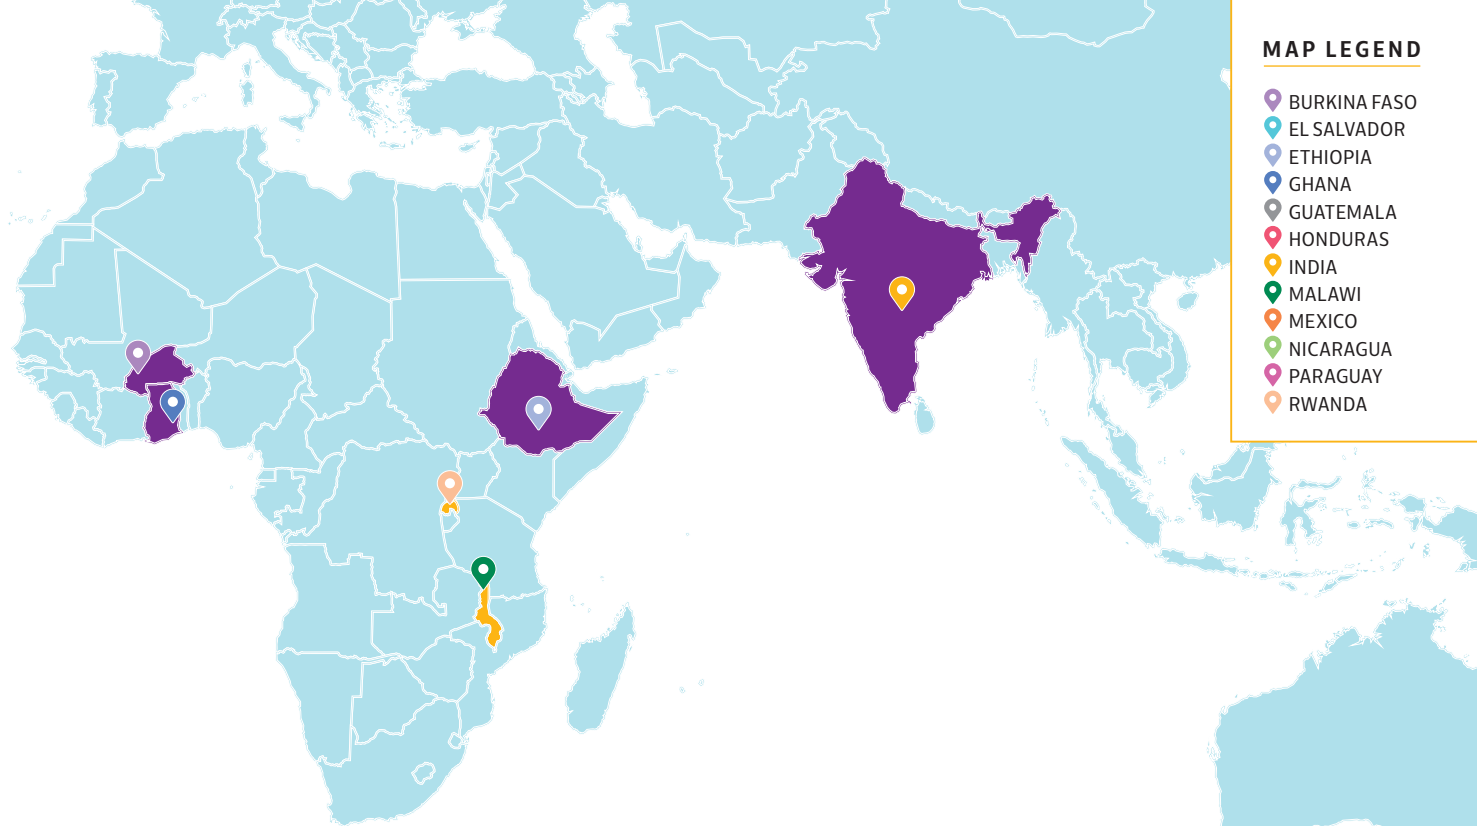 MAP LEGEND
BURKINA FASO
EL SALVADOR
ETHIOPIA
GHANA
GUATEMALA
HONDURAS
INDIA
MALAWI
MEXICO
NICARAGUA
PARAGUAY
RWANDA